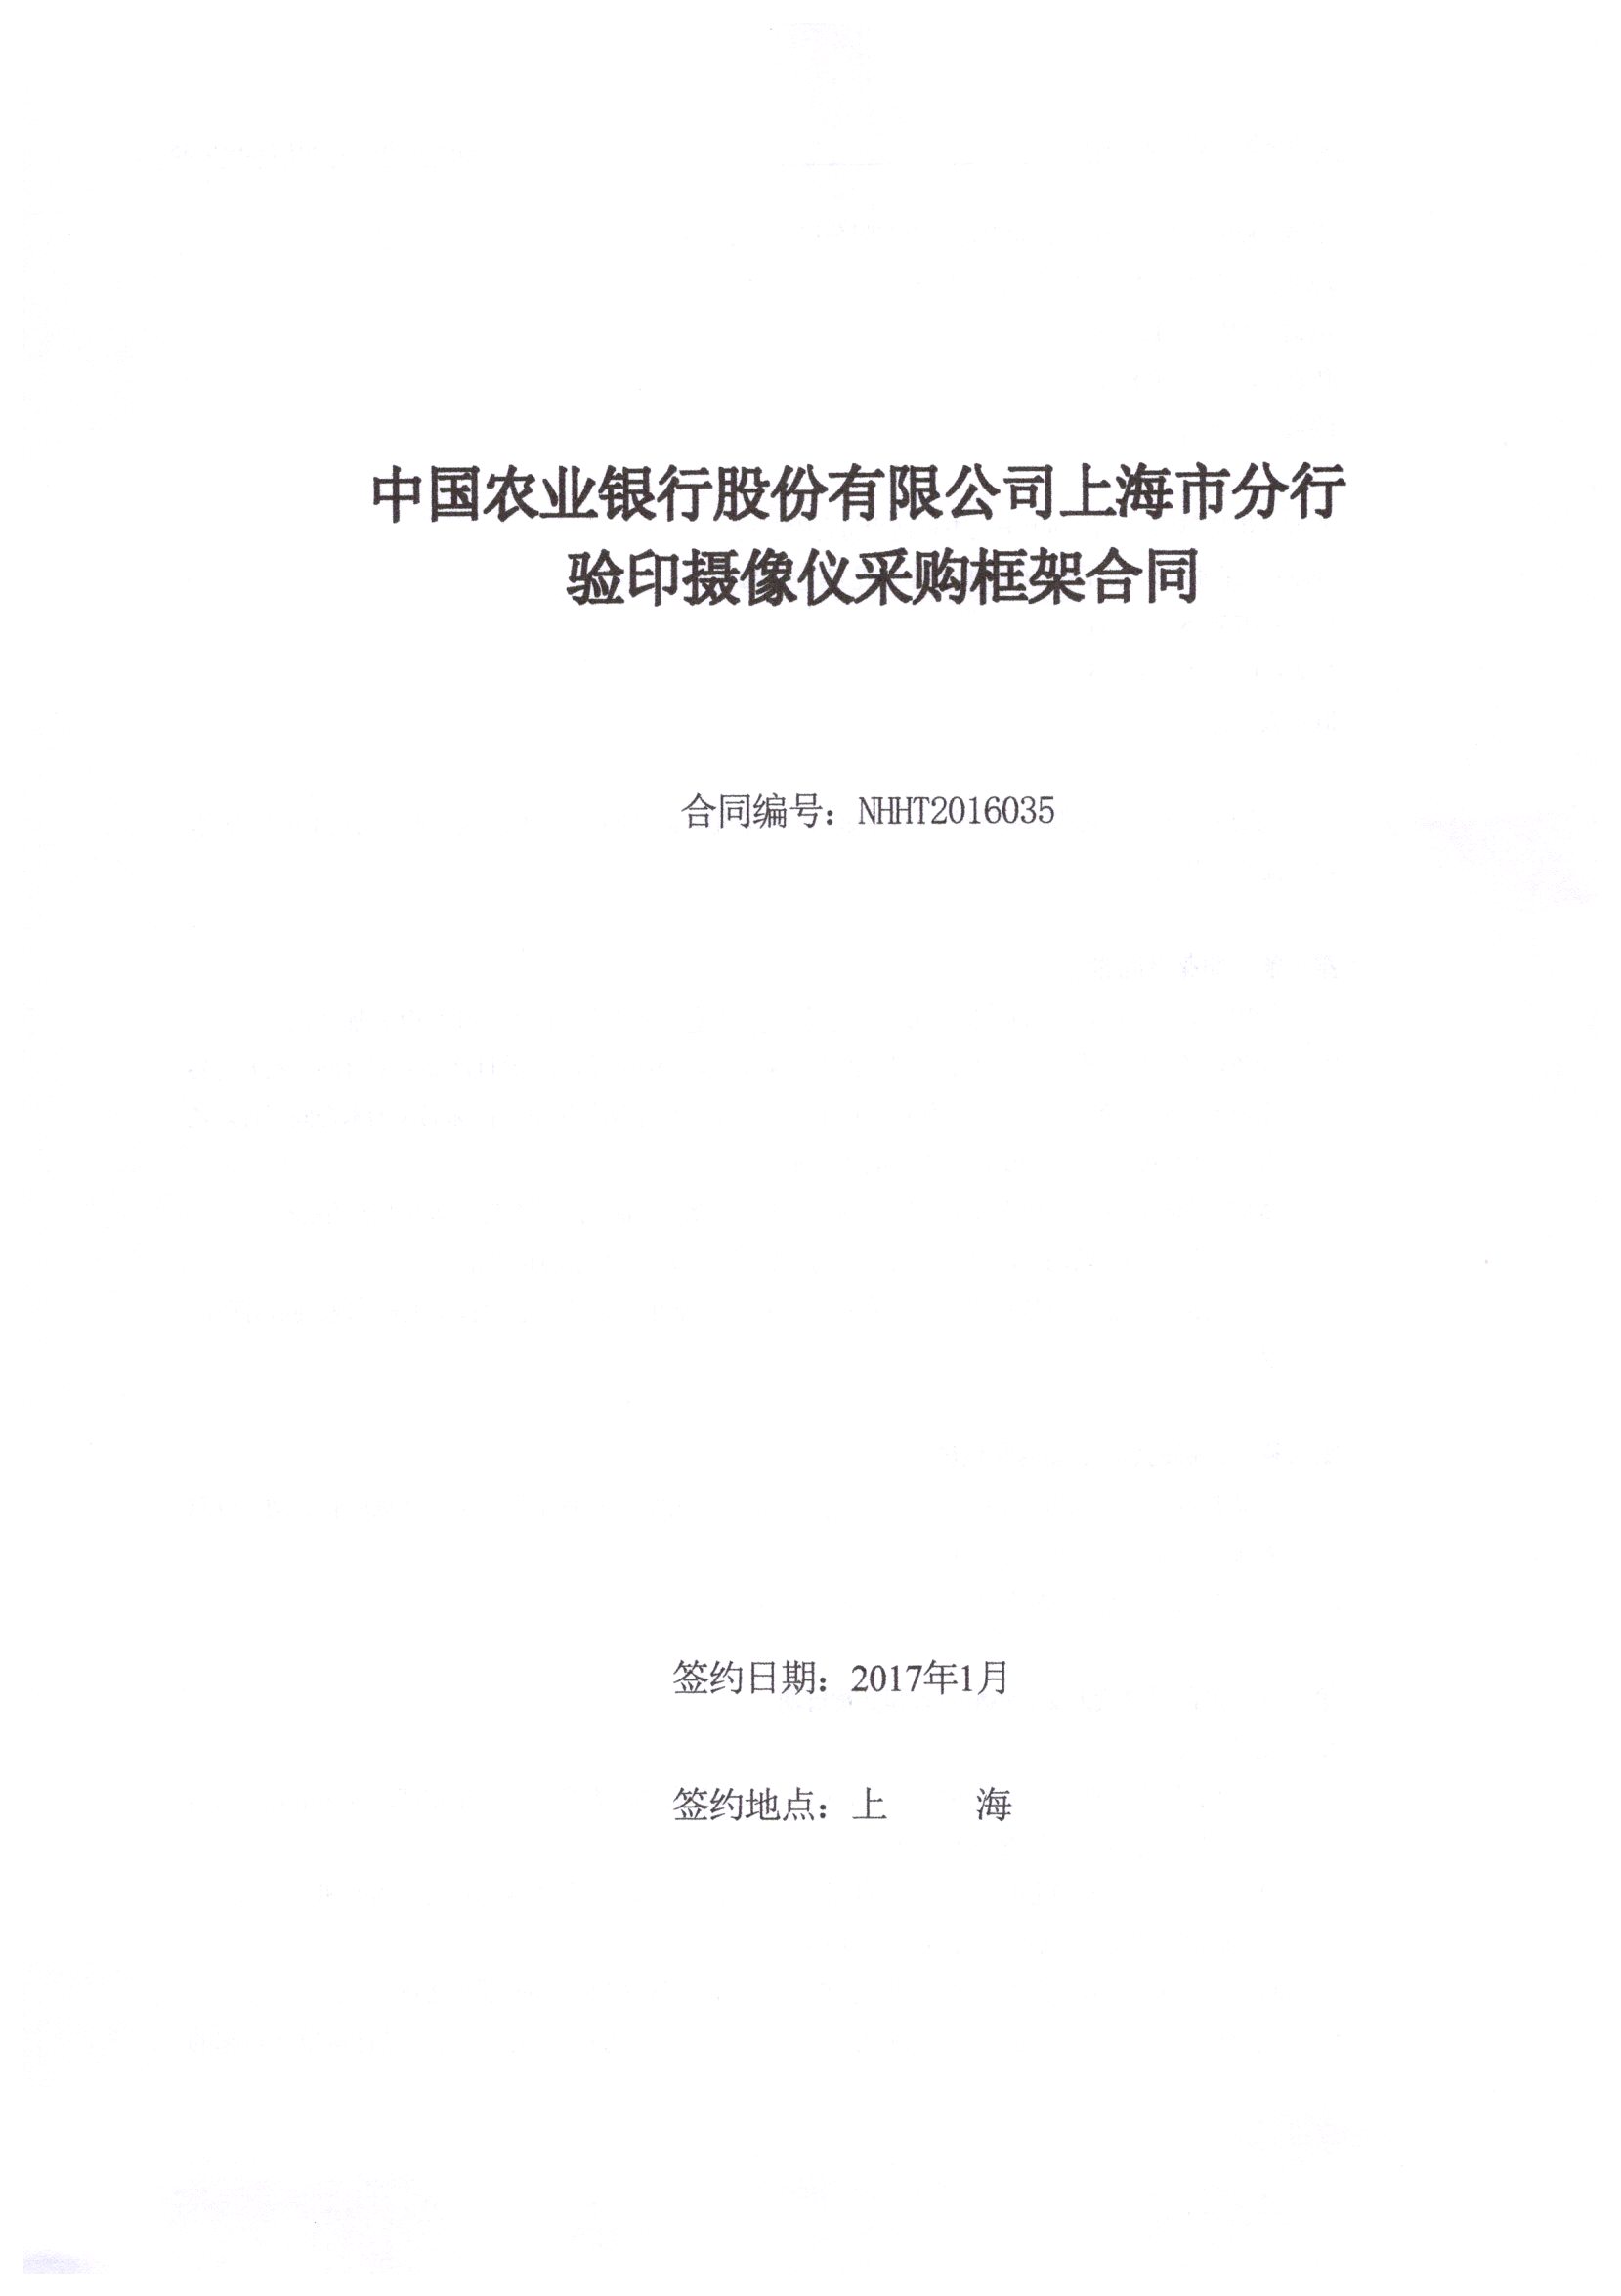 中国农业银行股份有限公司上海市分行
验印摄像仪采购框架合同
合同编号：NHHT2016035
签约日期：2017年1月
签约地点：上　　海